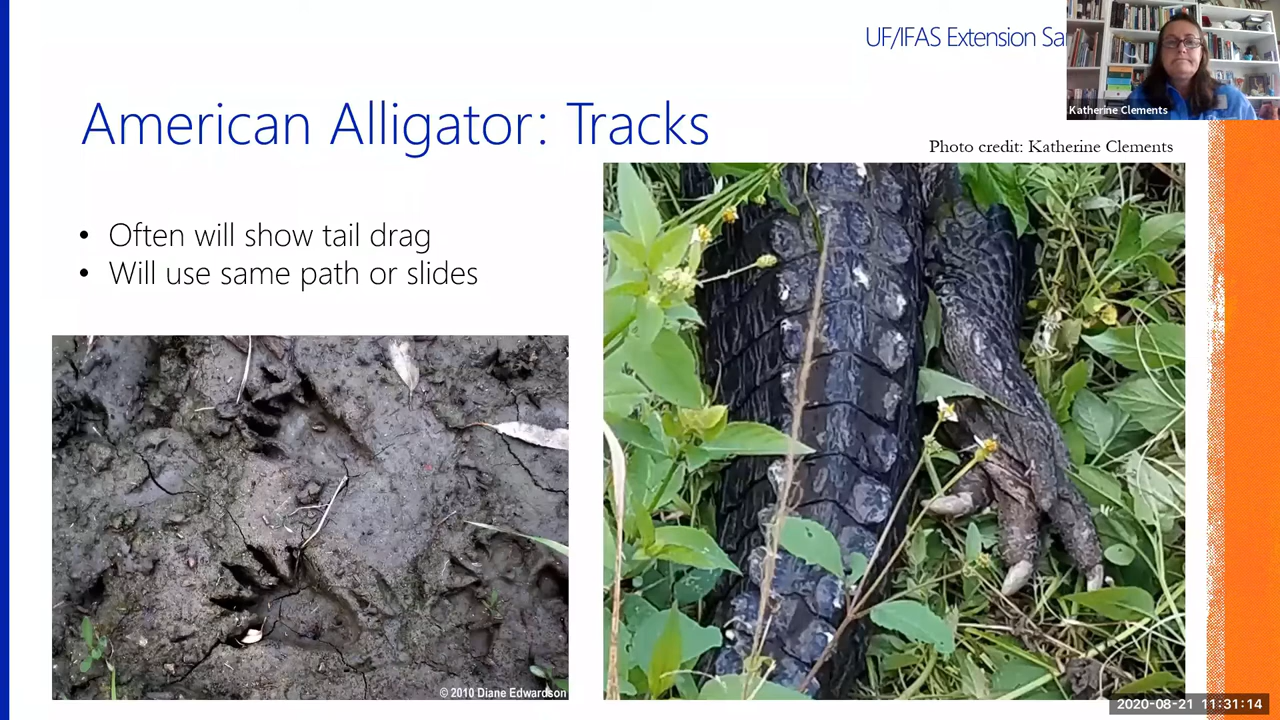 UF/IFAS Extension
Katherine Clements
American Alligator: Tracks
Photo credit: Katherine Clements
• Often will show tail drag
• Will use same path or slides
© 2010 Diane Edwardson
2020-08-21 11:31:14